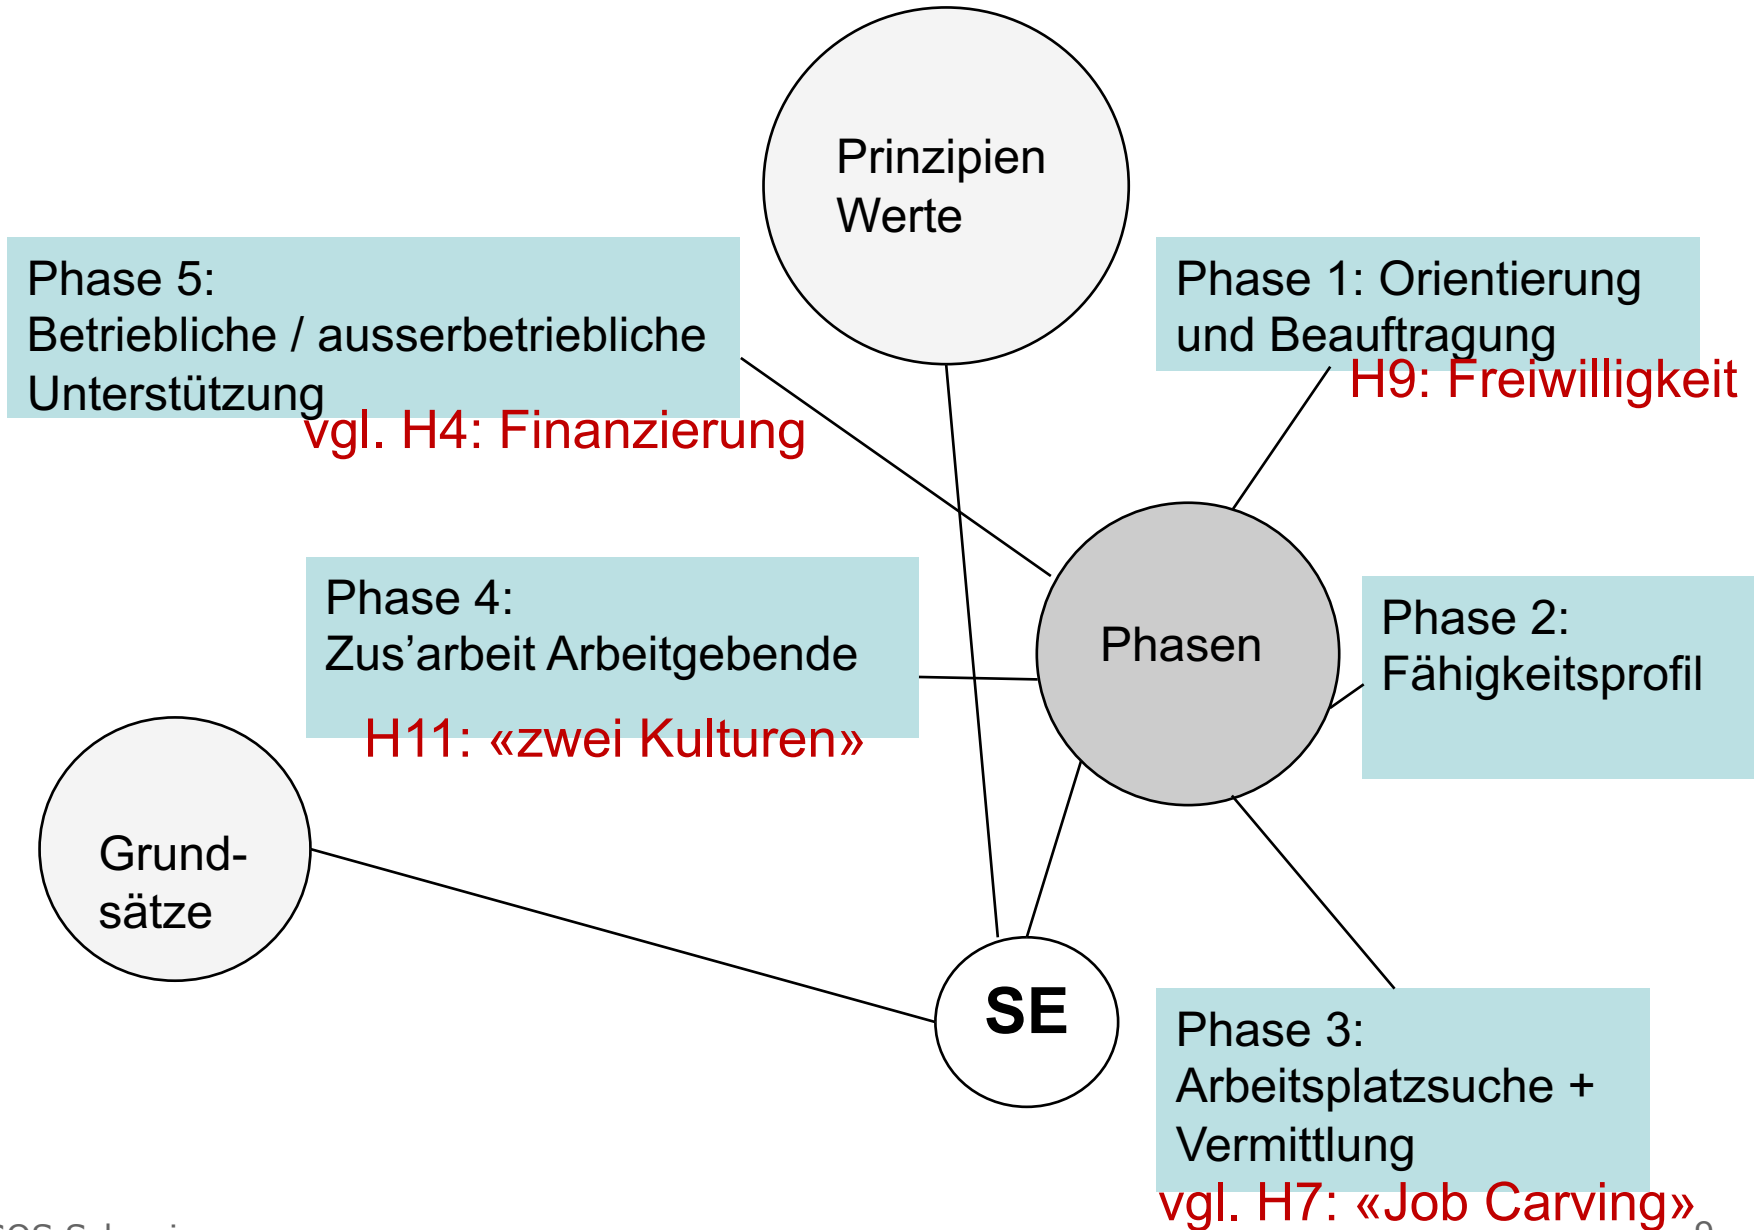 Prinzipien
Werte
Phase 5:
Betriebliche / ausserbetriebliche
Unterstützung
vgl. H4: Finanzierung
Phase 1: Orientierung
und Beauftragung
H9: Freiwilligkeit
Phase 4:
Zus’arbeit Arbeitgebende
H11: «zwei Kulturen»
Phasen
Phase 2:
Fähigkeitsprofil
Grund-
sätze
SE
Phase 3:
Arbeitsplatzsuche +
Vermittlung
vgl. H7: «Job Carving»